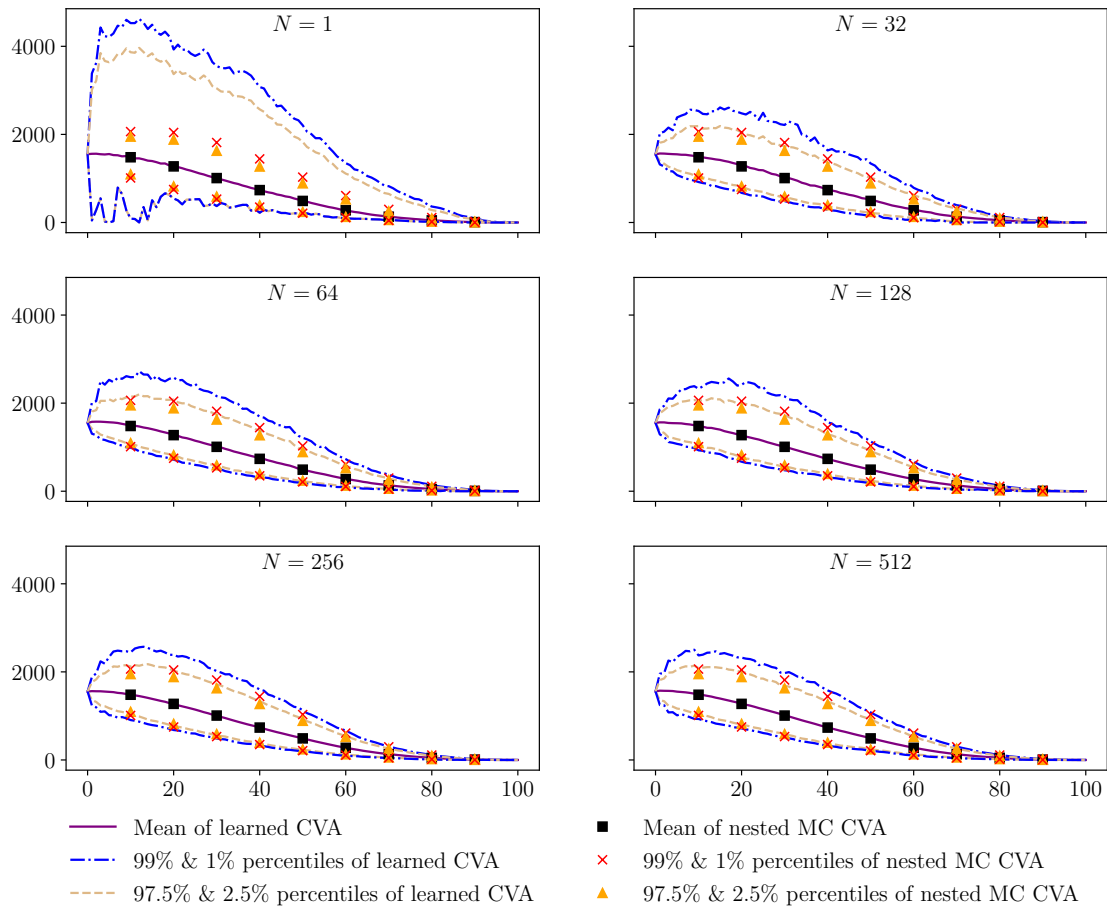 N = 1
N = 32
4000
2000
0
N = 64
N = 128
4000
2000
0
N = 256
N = 512
4000
2000
0
0 20 40 60 80 100
0 20 40 60 80 100
Mean of learned CVA
99% & 1% percentiles of learned CVA
97.5% & 2.5% percentiles of learned CVA
Mean of nested MC CVA
99% & 1% percentiles of nested MC CVA
97.5% & 2.5% percentiles of nested MC CVA